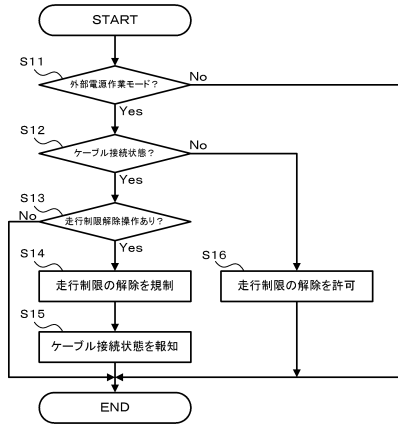 START
S11
外部電源作業モード?
No
Yes
S12
ケーブル接続状態?
No
Yes
S13
走行制限解除操作あり?
No
Yes
S14
走行制限の解除を規制
S16
走行制限の解除を許可
S15
ケーブル接続状態を報知
END